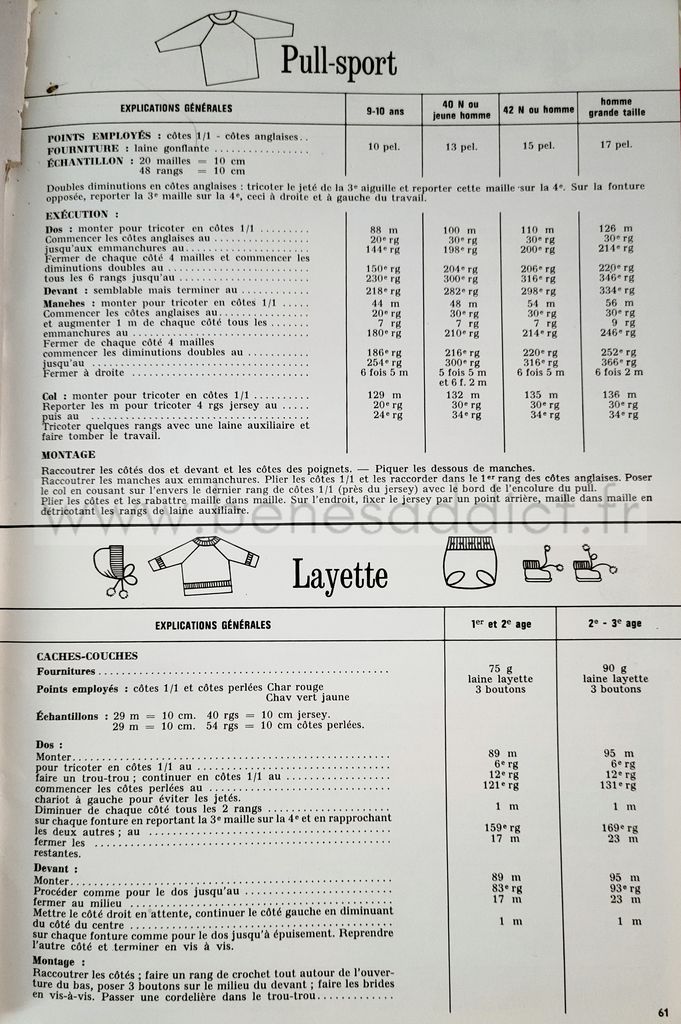 Pull-sport
EXPLICATIONS GÉNÉRALES | 9-10 ans | 40 N ou jeune homme | 42 N ou homme | homme grande taille
POINTS EMPLOYÉS : côtes 1/1 - côtes anglaises..
FOURNITURE : laine gonflante ................ | 10 pel. | 13 pel. | 15 pel. | 17 pel.
ÉCHANTILLON : 20 mailles = 10 cm
48 rangs = 10 cm
Doubles diminutions en côtes anglaises : tricoter le jeté de la 3e aiguille et reporter cette maille sur la 4e. Sur la fonture
opposée, reporter la 3e maille sur la 4e, ceci à droite et à gauche du travail.
EXÉCUTION :
Dos : monter pour tricoter en côtes 1/1 ......... | 88 m | 100 m | 110 m | 126 m
Commencer les côtes anglaises au .............. | 20e rg | 30e rg | 30e rg | 30e rg
jusqu'aux emmanchures au.................. | 144e rg | 198e rg | 200e rg | 214e rg
Fermer de chaque côté 4 mailles et commencer les
diminutions doubles au .................... | 150e rg | 204e rg | 206e rg | 220e rg
tous les 6 rangs jusqu'au .................... | 230e rg | 300e rg | 316e rg | 346e rg
Devant : semblable mais terminer au ........... | 218e rg | 282e rg | 298e rg | 334e rg
Manches : monter pour tricoter en côtes 1/1 ..... | 44 m | 48 m | 54 m | 56 m
Commencer les côtes anglaises au.............. | 20e rg | 30e rg | 30e rg | 30e rg
et augmenter 1 m de chaque côté tous les ....... | 7 rg | 7 rg | 7 rg | 9 rg
emmanchures au .......................... | 180e rg | 210e rg | 214e rg | 246e rg
Fermer de chaque côté 4 mailles
commencer les diminutions doubles au .......... | 186e rg | 216e rg | 220e rg | 252e rg
jusqu'au ................................ | 254e rg | 300e rg | 316e rg | 366e rg
Fermer à droite ........................... | 6 fois 5 m | 5 fois 5 m et 6 f. 2 m | 6 fois 5 m | 6 fois 2 m
Col : monter pour tricoter en côtes 1/1 .......... | 129 m | 132 m | 135 m | 136 m
Reporter les m pour tricoter 4 rgs jersey au ..... | 20e rg | 30e rg | 30e rg | 30e rg
puis au .................................. | 24e rg | 34e rg | 34e rg | 34e rg
Tricoter quelques rangs avec une laine auxiliaire et
faire tomber le travail.
MONTAGE
Raccoutrer les côtés dos et devant et les côtes des poignets. — Piquer les dessous de manches.
Raccoutrer les manches aux emmanchures. Plier les côtes 1/1 et les raccorder dans le 1er rang des côtes anglaises. Poser
le col en cousant sur l'envers le dernier rang de côtes 1/1 (près du jersey) avec le bord de l'encolure du pull.
Plier les côtes et les rabattre maille dans maille. Sur l'endroit, fixer le jersey par un point arrière, maille dans maille en
détricotant les rangs de laine auxiliaire.
www.benesaddict.fr
Layette
EXPLICATIONS GÉNÉRALES | 1er et 2e age | 2e - 3e age
CACHES-COUCHES
Fournitures.......................................... | 75 g laine layette 3 boutons | 90 g laine layette 3 boutons
Points employés : côtes 1/1 et côtes perlées Char rouge
Chav vert jaune
Échantillons : 29 m = 10 cm. 40 rgs = 10 cm jersey.
29 m = 10 cm. 54 rgs = 10 cm côtes perlées.
Dos :
Monter.............................................. | 89 m | 95 m
pour tricoter en côtes 1/1 au .......................... | 6e rg | 6e rg
faire un trou-trou ; continuer en côtes 1/1 au ................ | 12e rg | 12e rg
commencer les côtes perlées au ........................ | 121e rg | 131e rg
chariot à gauche pour éviter les jetés.
Diminuer de chaque côté tous les 2 rangs ................ | 1 m | 1 m
sur chaque fonture en reportant la 3e maille sur la 4e et en rapprochant
les deux autres ; au .................................. | 159e rg | 169e rg
fermer les ......................................... | 17 m | 23 m
restantes.
Devant :
Monter.............................................. | 89 m | 95 m
Procéder comme pour le dos jusqu'au .................... | 83e rg | 93e rg
fermer au milieu .................................... | 17 m | 23 m
Mettre le côté droit en attente, continuer le côté gauche en diminuant
du côté du centre .................................... | 1 m | 1 m
sur chaque fonture comme pour le dos jusqu'à épuisement. Reprendre
l'autre côté et terminer en vis à vis.
Montage :
Raccoutrer les côtés ; faire un rang de crochet tout autour de l'ouver-
ture du bas, poser 3 boutons sur le milieu du devant ; faire les brides
en vis-à-vis. Passer une cordelière dans le trou-trou.............
61